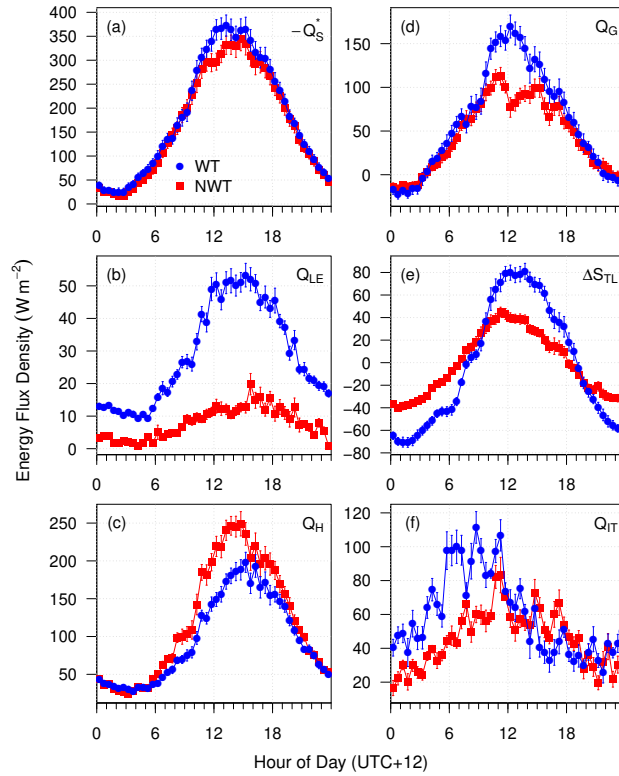 (a)
−Q*S
400
350
300
250
200
150
100
50
0
WT
NWT
0 6 12 18
(d)
QG
150
100
50
0
0 6 12 18
(b)
QLE
60
50
40
30
20
10
0
0 6 12 18
(e)
ΔSTL
80
60
40
20
0
−20
−40
−60
−80
0 6 12 18
(c)
QH
250
200
150
100
50
0 6 12 18
(f)
QIT
120
100
80
60
40
20
0 6 12 18
Energy Flux Density (W m−2)
Hour of Day (UTC+12)